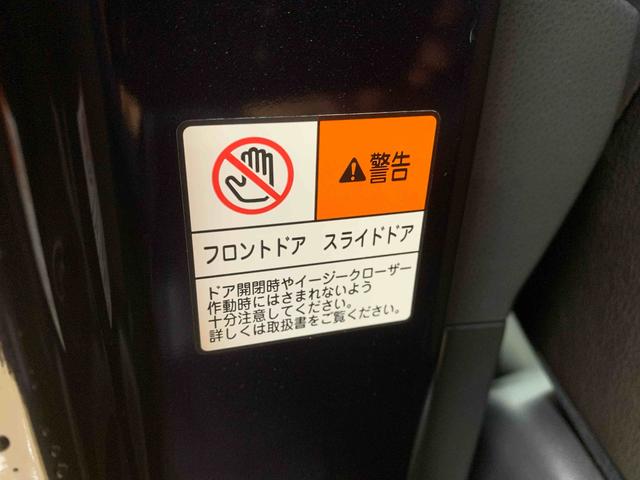 警告
フロントドア スライドドア
ドア開閉時やイージークローザー
作動時にはさまれないよう
十分注意してください。
詳しくは取扱書をご覧ください。